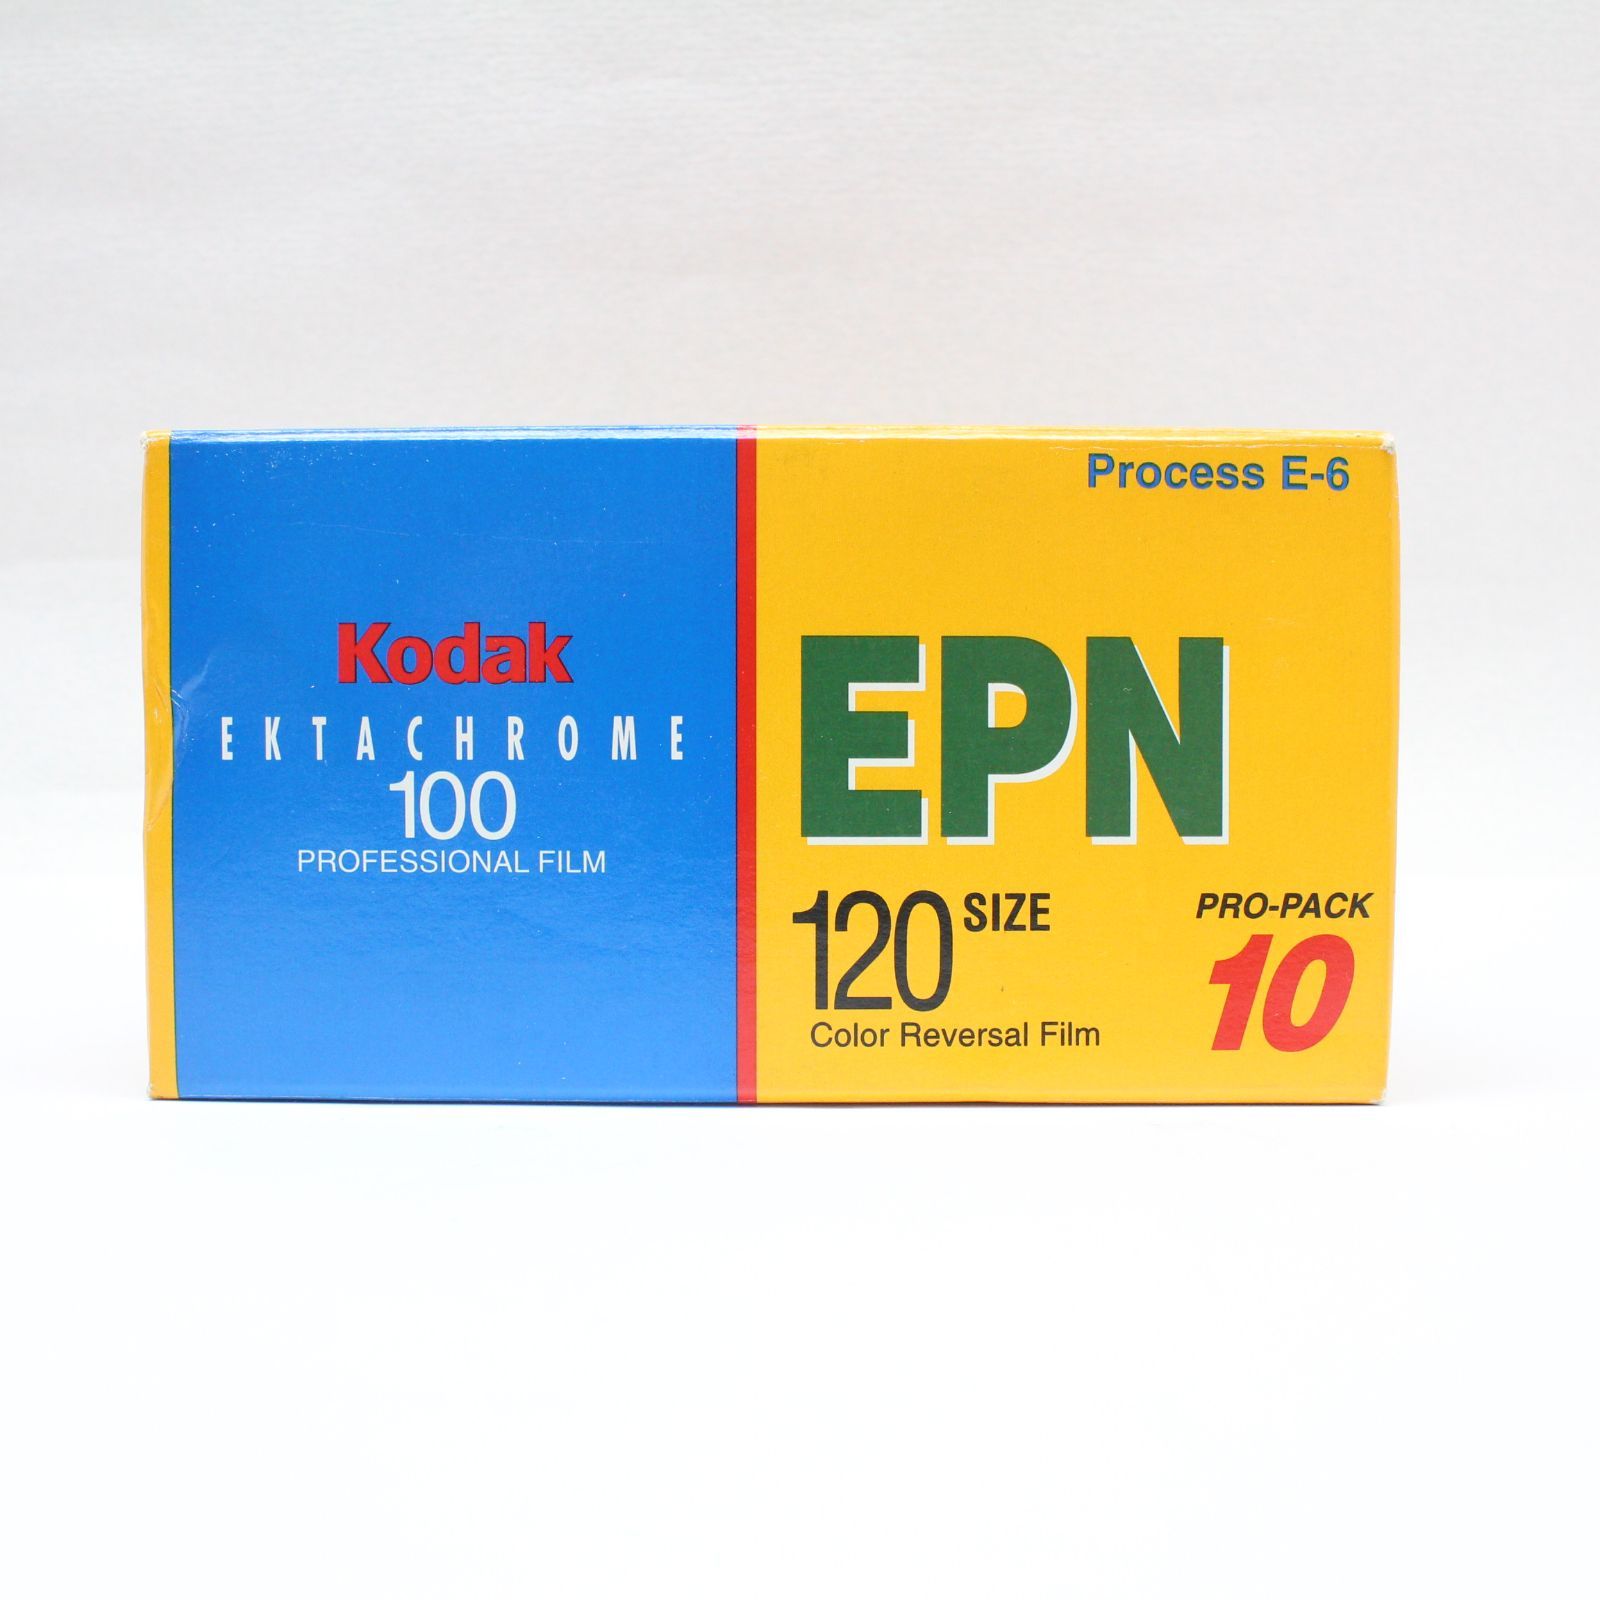 Process E-6
Kodak
EKTACHROME
100
PROFESSIONAL FILM
EPN
120 SIZE
Color Reversal Film
PRO-PACK
10